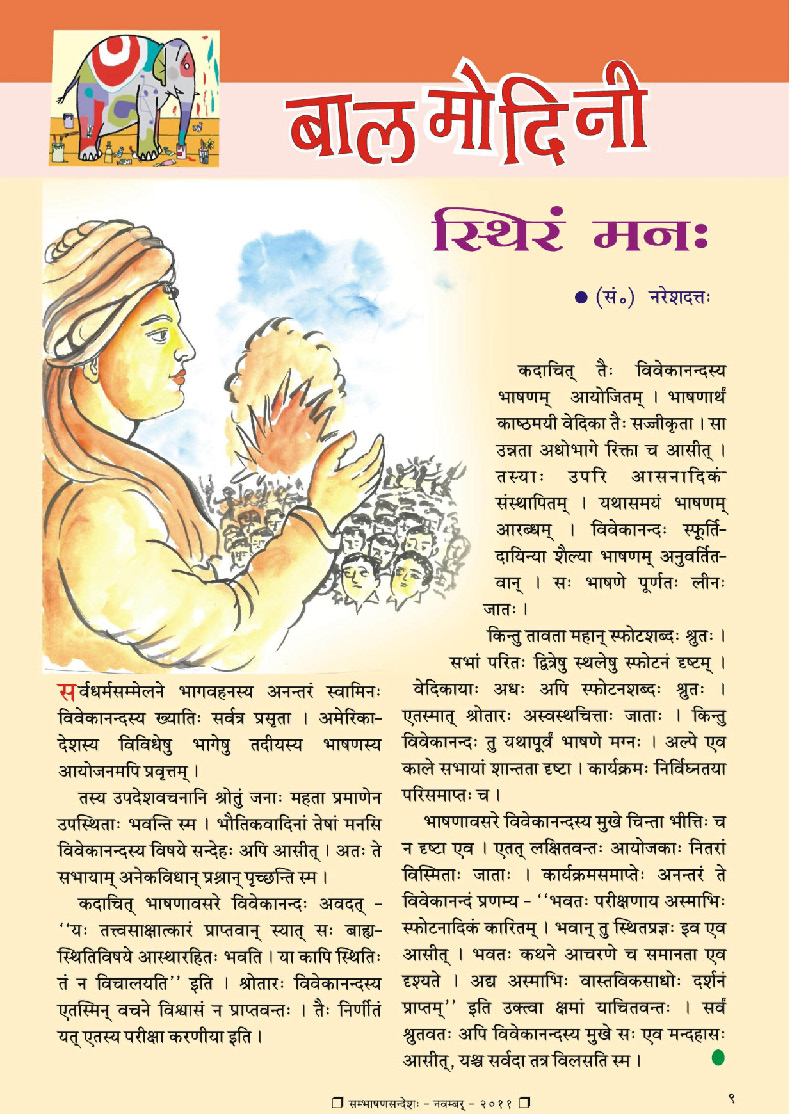 बालमोदिनी
स्थिरं मनः
● (सं॰) नरेशदत्तः
सर्वधर्मसम्मेलने भागवहनस्य अनन्तरं स्वामिनः
विवेकानन्दस्य ख्यातिः सर्वत्र प्रसृता । अमेरिका-
देशस्य विविधेषु भागेषु तदीयस्य भाषणस्य
आयोजनमपि प्रवृत्तम् ।
तस्य उपदेशवचनानि श्रोतुं जनाः महता प्रमाणेन
उपस्थिताः भवन्ति स्म । भौतिकवादिनां तेषां मनसि
विवेकानन्दस्य विषये सन्देहः अपि आसीत् । अतः ते
सभायाम् अनेकविधान् प्रश्नान् पृच्छन्ति स्म ।
कदाचित् भाषणावसरे विवेकानन्दः अवदत् -
‘‘यः तत्त्वसाक्षात्कारं प्राप्तवान् स्यात् सः बाह्य-
स्थितिविषये आस्थारहितः भवति । या कापि स्थितिः
तं न विचालयति’’ इति । श्रोतारः विवेकानन्दस्य
एतस्मिन् वचने विश्वासं न प्राप्तवन्तः । तैः निर्णीतं
यत् एतस्य परीक्षा करणीया इति ।
कदाचित् तैः विवेकानन्दस्य
भाषणम् आयोजितम् । भाषणार्थं
काष्ठमयी वेदिका तैः सज्जीकृता । सा
उन्नता अधोभागे रिक्ता च आसीत् ।
तस्याः उपरि आसनादिकं
संस्थापितम् । यथासमयं भाषणम्
आरब्धम् । विवेकानन्दः स्फूर्ति-
दायिन्या शैल्या भाषणम् अनुवर्तित-
वान् । सः भाषणे पूर्णतः लीनः
जातः ।
किन्तु तावता महान् स्फोटशब्दः श्रुतः ।
सभां परितः द्वित्रेषु स्थलेषु स्फोटनं दृष्टम् ।
वेदिकायाः अधः अपि स्फोटनशब्दः श्रुतः ।
एतस्मात् श्रोतारः अस्वस्थचित्ताः जाताः । किन्तु
विवेकानन्दः तु यथापूर्वं भाषणे मग्नः । अल्पे एव
काले सभायां शान्तता दृष्टा । कार्यक्रमः निर्विघ्नतया
परिसमाप्तः च ।
भाषणावसरे विवेकानन्दस्य मुखे चिन्ता भीत्तिः च
न दृष्टा एव । एतत् लक्षितवन्तः आयोजकाः नितरां
विस्मिताः जाताः । कार्यक्रमसमाप्तेः अनन्तरं ते
विवेकानन्दं प्रणम्य - ‘‘भवतः परीक्षणाय अस्माभिः
स्फोटनादिकं कारितम् । भवान् तु स्थितप्रज्ञः इव एव
आसीत् । भवतः कथने आचरणे च समानता एव
दृश्यते । अद्य अस्माभिः वास्तविकसाधोः दर्शनं
प्राप्तम्’’ इति उक्त्वा क्षमां याचितवन्तः । सर्वं
श्रुतवतः अपि विवेकानन्दस्य मुखे सः एव मन्दहासः
आसीत्, यश्च सर्वदा तत्र विलसति स्म ।
❐ सम्भाषणसन्देशः - नवम्बर् - २०११ ❐
९